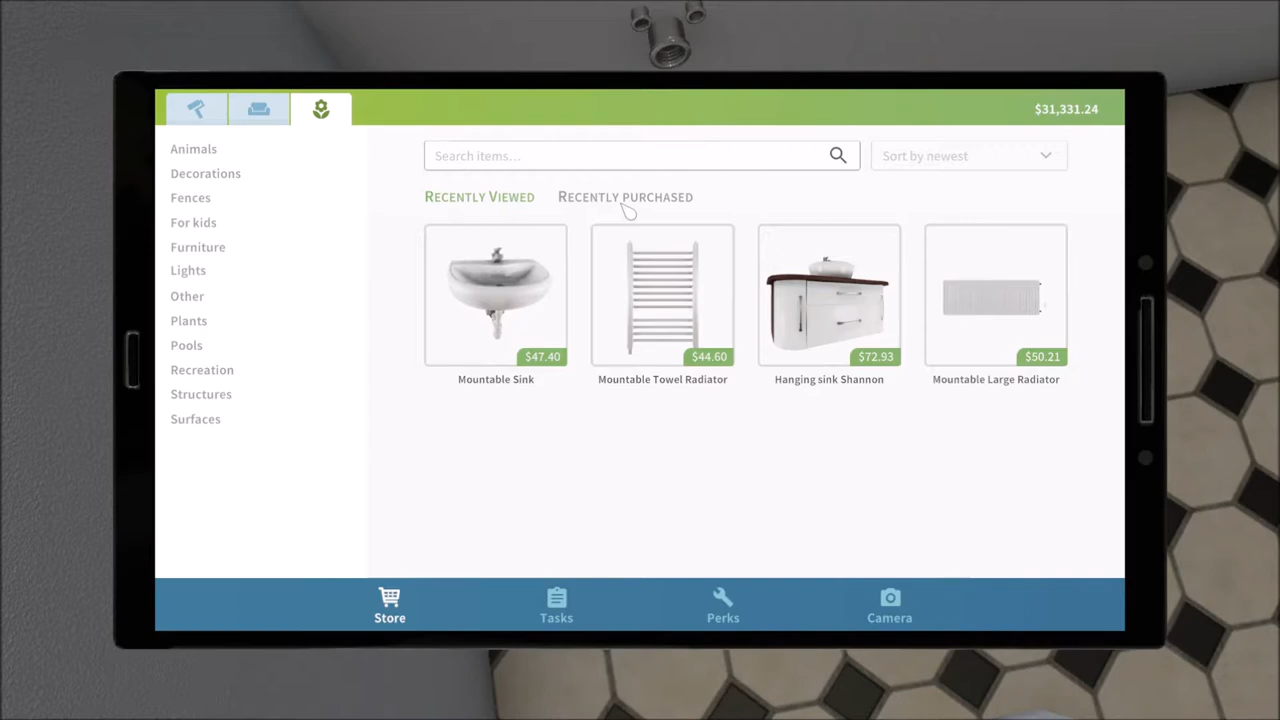 $31,331.24
Animals
Decorations
Fences
For kids
Furniture
Lights
Other
Plants
Pools
Recreation
Structures
Surfaces
Search items...
Sort by newest
RECENTLY VIEWED
RECENTLY PURCHASED
$47.40
Mountable Sink
$44.60
Mountable Towel Radiator
$72.93
Hanging sink Shannon
$50.21
Mountable Large Radiator
Store
Tasks
Perks
Camera